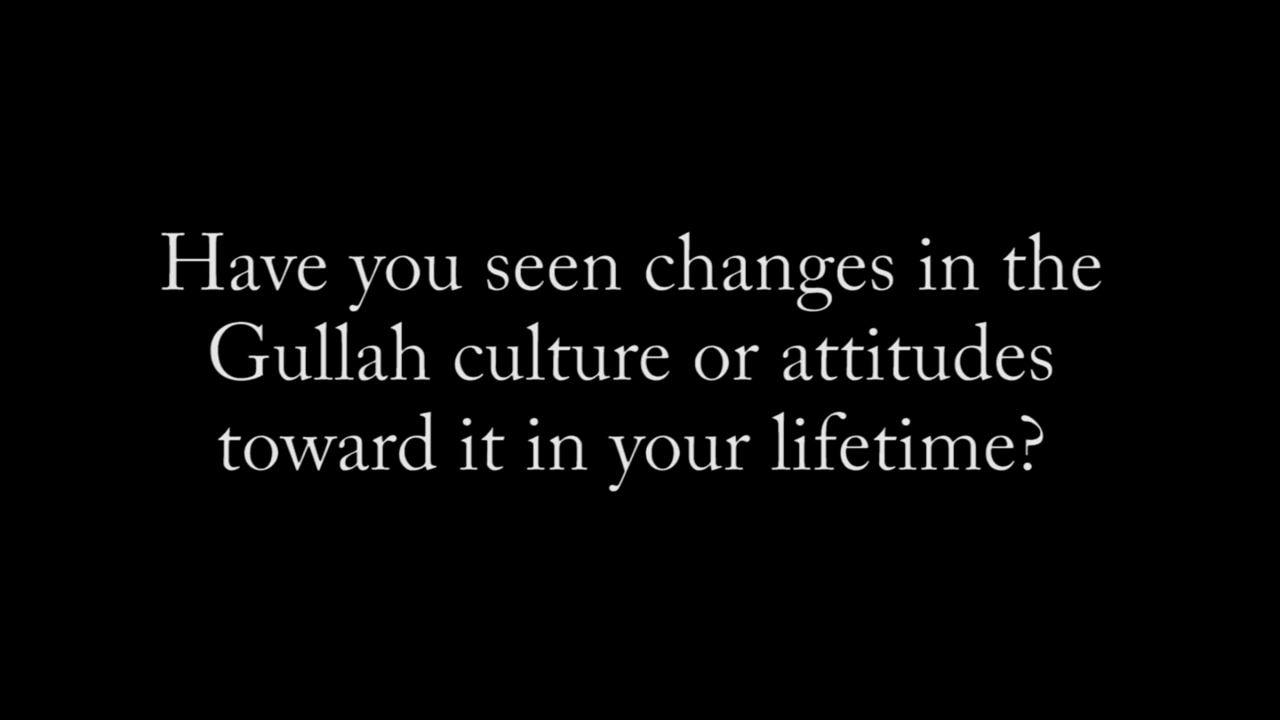 Have you seen changes in the
Gullah culture or attitudes
toward it in your lifetime?